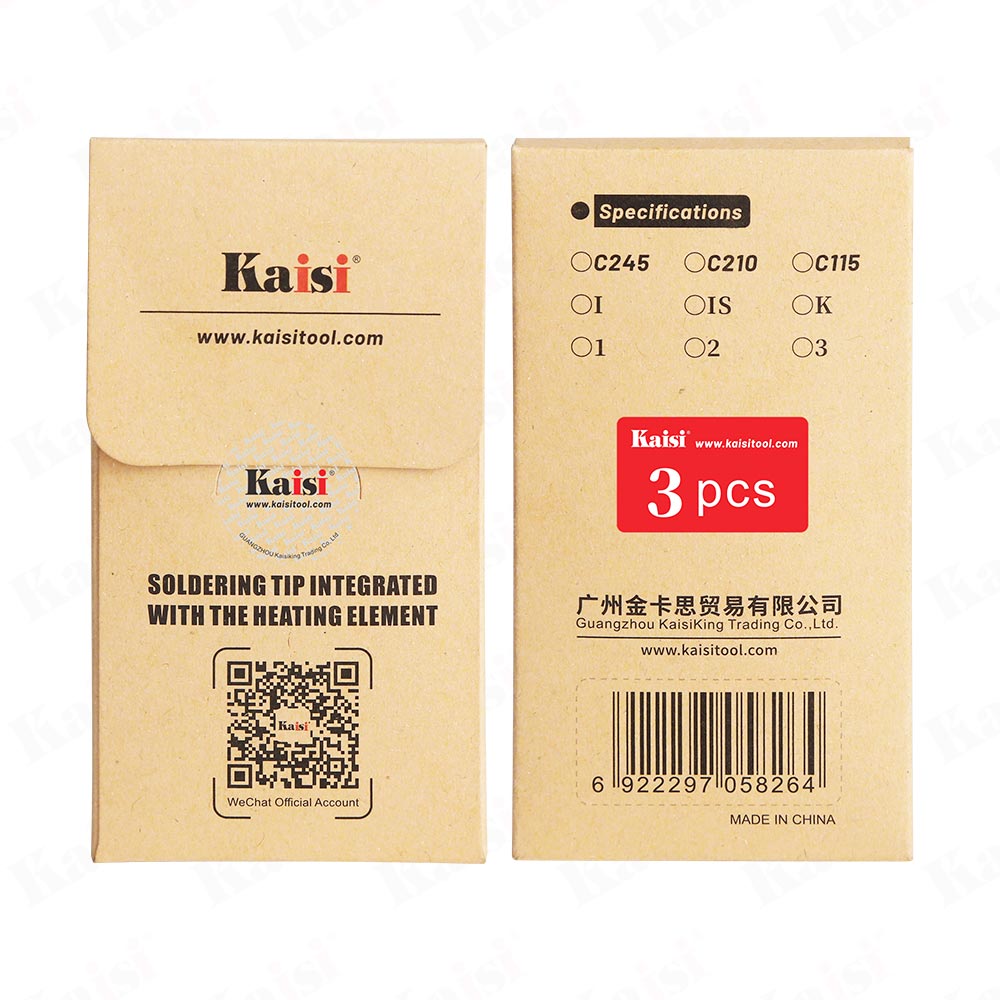 Kaisi®
www.kaisitool.com
Kaisi®
www.kaisitool.com
GUANGZHOU Kaisiking Trading Co, Ltd
SOLDERING TIP INTEGRATED
WITH THE HEATING ELEMENT
Kaisi®
WeChat Official Account
Specifications
C245 C210 C115
I IS K
1 2 3
Kaisi® www.kaisitool.com
3 pcs
广州金卡思贸易有限公司
Guangzhou KaisiKing Trading Co.,Ltd.
www.kaisitool.com
6 922297 058264
MADE IN CHINA